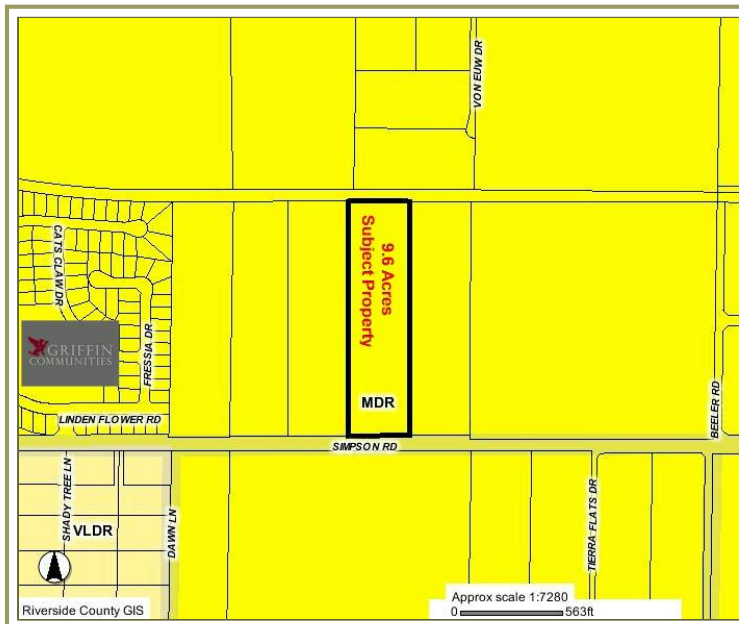 VON EUW DR
9.6 Acres
Subject Property
CATS CLAW DR
GRIFFIN
COMMUNITIES
FRESSIA DR
MDR
LINDEN FLOWER RD
BEELER RD
SIMPSON RD
SHADY TREE LN
VLDR
DAWN LN
TIERRA FLATS DR
Riverside County GIS
Approx scale 1:7280
0 563ft